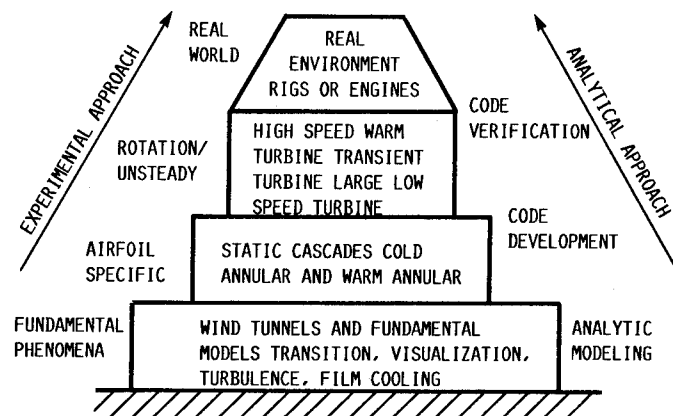 REAL
WORLD
REAL
ENVIRONMENT
RIGS OR ENGINES
EXPERIMENTAL APPROACH
ANALYTICAL APPROACH
ROTATION/
UNSTEADY
HIGH SPEED WARM
TURBINE TRANSIENT
TURBINE LARGE LOW
SPEED TURBINE
CODE
VERIFICATION
AIRFOIL
SPECIFIC
STATIC CASCADES COLD
ANNULAR AND WARM ANNULAR
CODE
DEVELOPMENT
FUNDAMENTAL
PHENOMENA
WIND TUNNELS AND FUNDAMENTAL
MODELS TRANSITION, VISUALIZATION,
TURBULENCE, FILM COOLING
ANALYTIC
MODELING